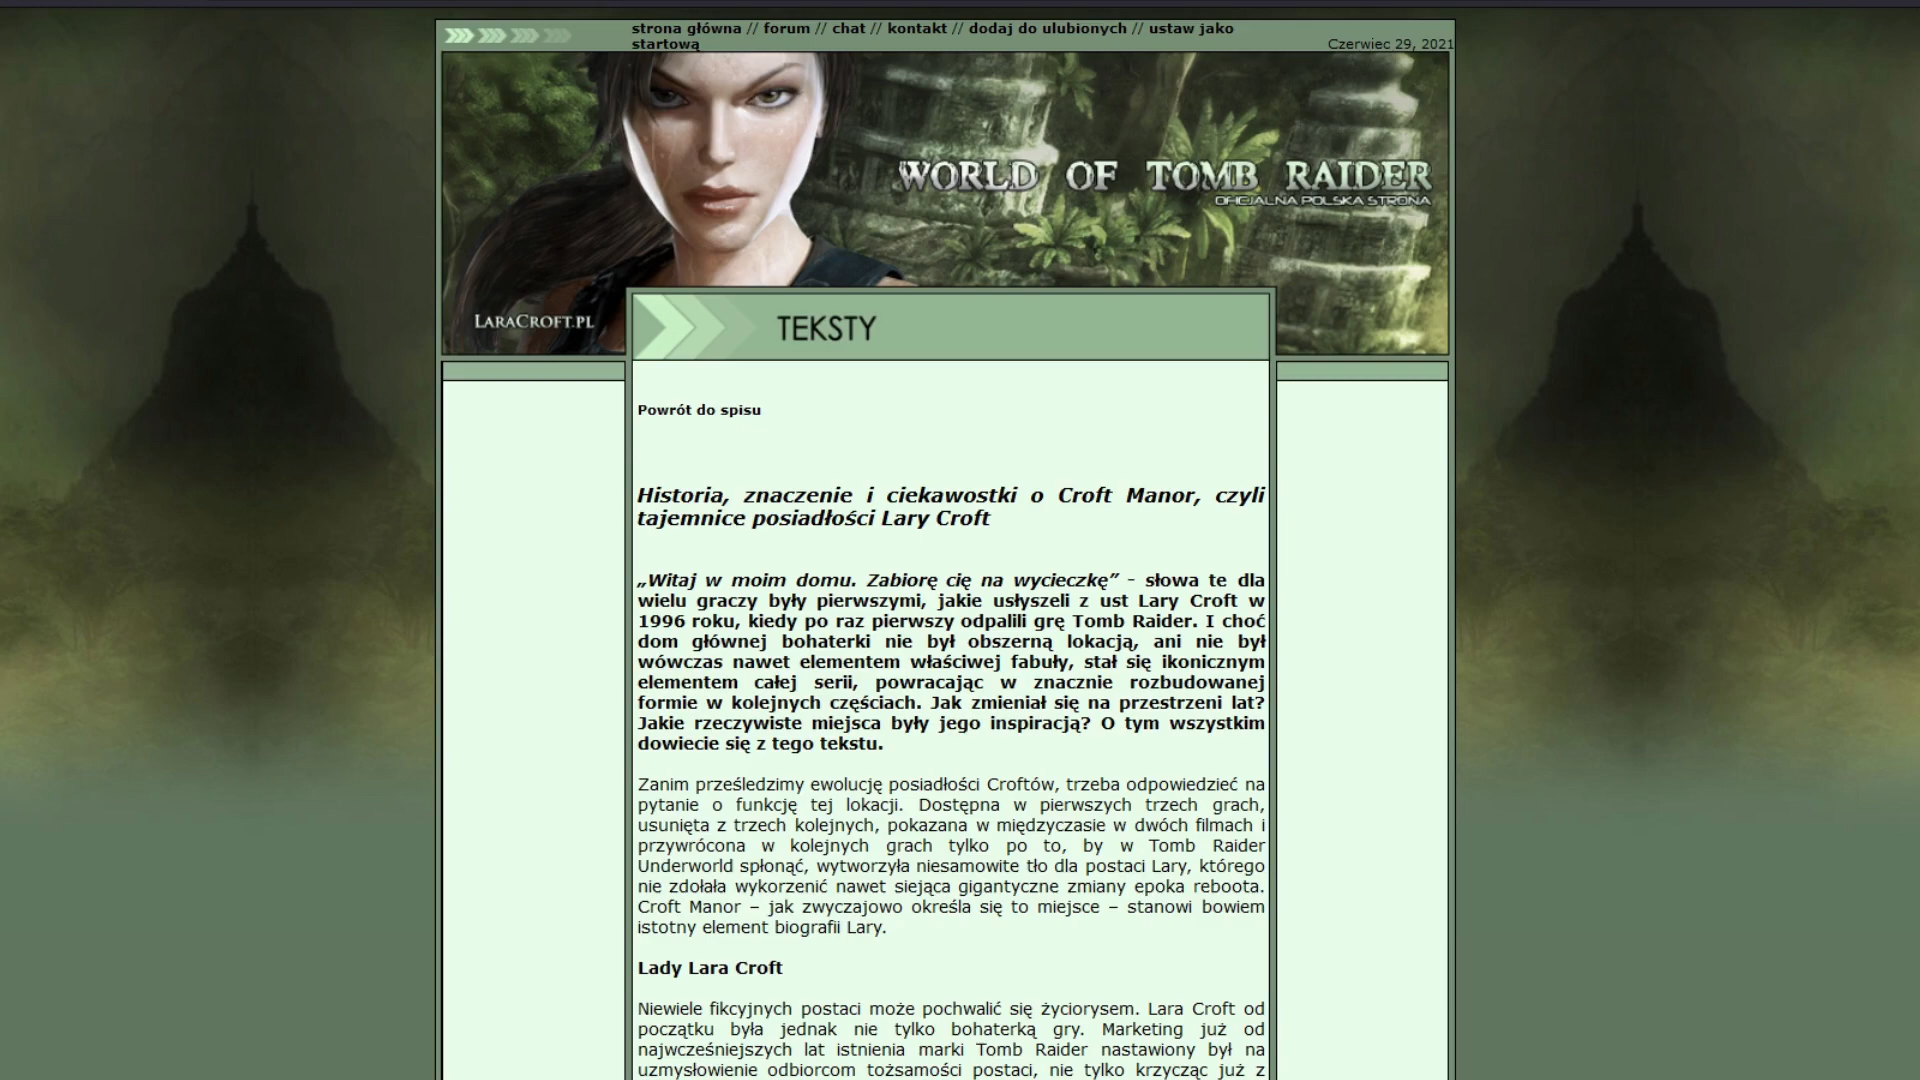 strona główna // forum // chat // kontakt // dodaj do ulubionych // ustaw jako
startową
Czerwiec 29, 2021
WORLD OF TOMB RAIDER
OFICJALNA POLSKA STRONA
LARACROFT.PL
TEKSTY
Powrót do spisu
Historia, znaczenie i ciekawostki o Croft Manor, czyli
tajemnice posiadłości Lary Croft
„Witaj w moim domu. Zabiorę cię na wycieczkę” - słowa te dla
wielu graczy były pierwszymi, jakie usłyszeli z ust Lary Croft w
1996 roku, kiedy po raz pierwszy odpalili grę Tomb Raider. I choć
dom głównej bohaterki nie był obszerną lokacją, ani nie był
wówczas nawet elementem właściwej fabuły, stał się ikonicznym
elementem całej serii, powracając w znacznie rozbudowanej
formie w kolejnych częściach. Jak zmieniał się na przestrzeni lat?
Jakie rzeczywiste miejsca były jego inspiracją? O tym wszystkim
dowiecie się z tego tekstu.
Zanim prześledzimy ewolucję posiadłości Croftów, trzeba odpowiedzieć na
pytanie o funkcję tej lokacji. Dostępna w pierwszych trzech grach,
usunięta z trzech kolejnych, pokazana w międzyczasie w dwóch filmach i
przywrócona w kolejnych grach tylko po to, by w Tomb Raider
Underworld spłonąć, wytworzyła niesamowite tło dla postaci Lary, którego
nie zdołała wykorzenić nawet siejąca gigantyczne zmiany epoka reboota.
Croft Manor – jak zwyczajowo określa się to miejsce – stanowi bowiem
istotny element biografii Lary.
Lady Lara Croft
Niewiele fikcyjnych postaci może pochwalić się życiorysem. Lara Croft od
początku była jednak nie tylko bohaterką gry. Marketing już od
najwcześniejszych lat istnienia marki Tomb Raider nastawiony był na
uzmysłowienie odbiorcom tożsamości postaci, nie tylko krzycząc już z